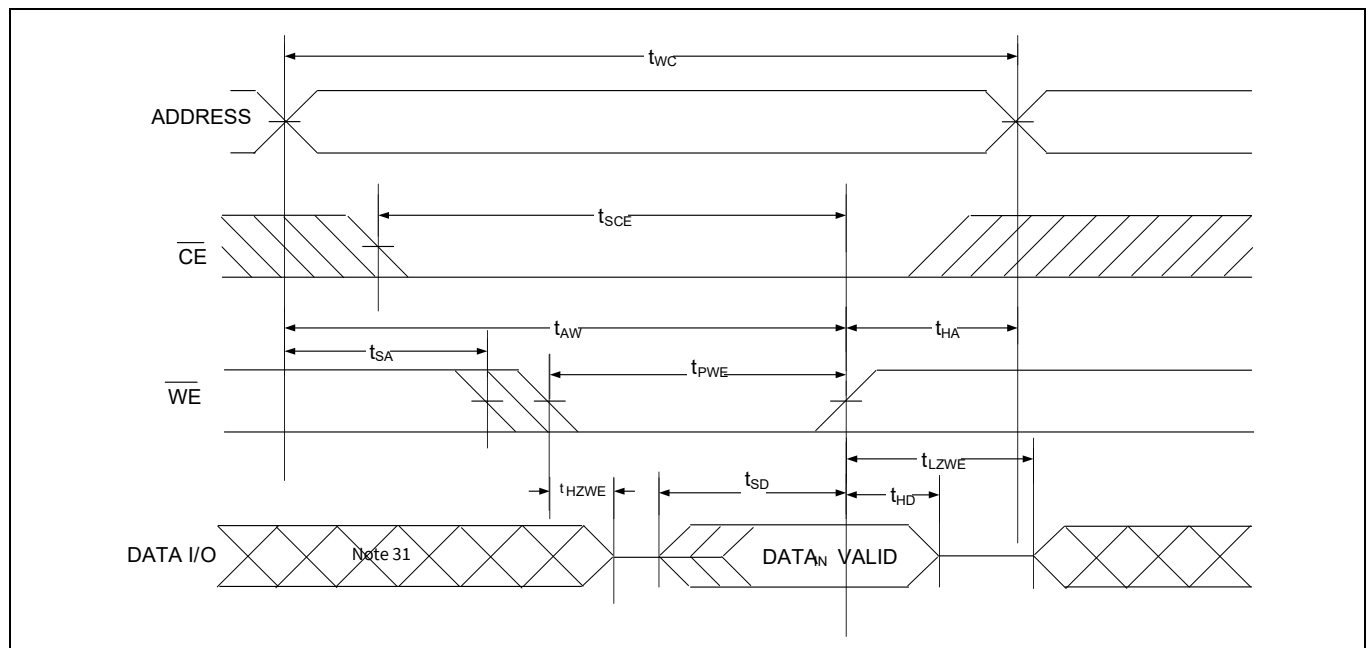 tWC
ADDRESS
tSCE
CE
tAW
tHA
tSA
tPWE
WE
tLZWE
tHZWE
tSD
tHD
DATA I/O
Note 31
DATAIN VALID